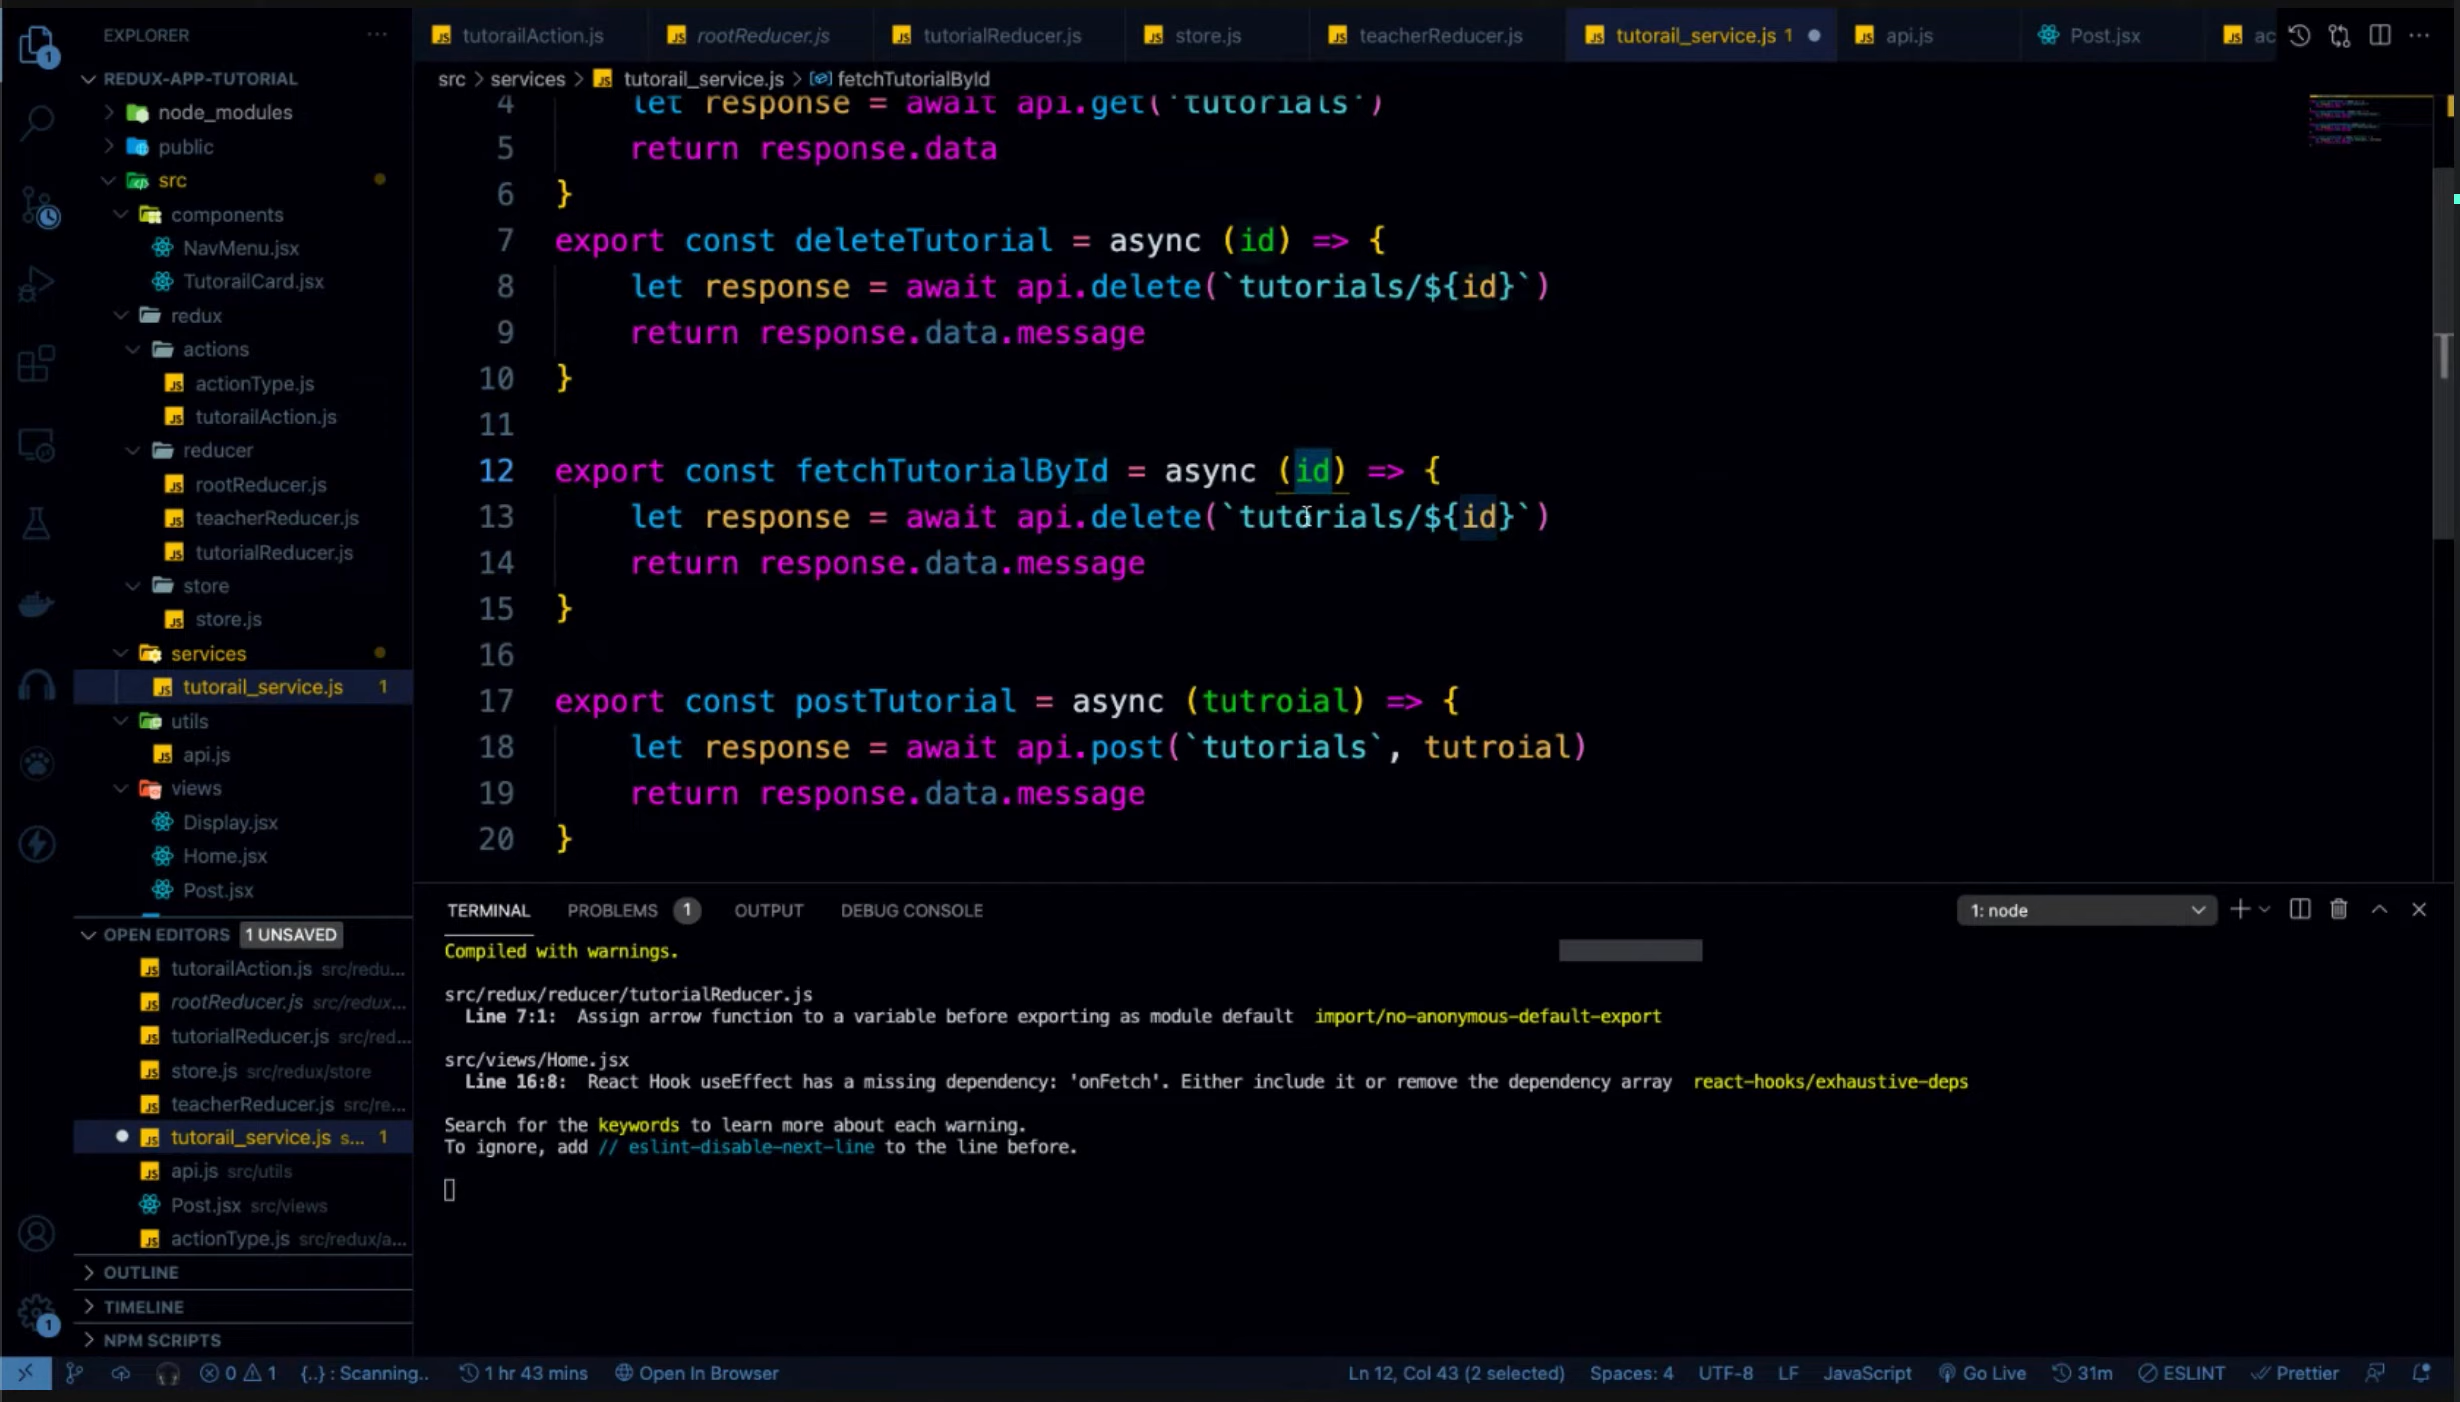 EXPLORER
REDUX-APP-TUTORIAL
node_modules
public
src
components
NavMenu.jsx
TutorailCard.jsx
redux
actions
actionType.js
tutorailAction.js
reducer
rootReducer.js
teacherReducer.js
tutorialReducer.js
store
store.js
services
tutorail_service.js 1
utils
api.js
views
Display.jsx
Home.jsx
Post.jsx
OPEN EDITORS 1 UNSAVED
tutorailAction.js src/redu...
rootReducer.js src/redux...
tutorialReducer.js src/red...
store.js src/redux/store
teacherReducer.js src/re...
tutorail_service.js s... 1
api.js src/utils
Post.jsx src/views
actionType.js src/redux/a...
OUTLINE
TIMELINE
NPM SCRIPTS
tutorailAction.js rootReducer.js tutorialReducer.js store.js teacherReducer.js tutorail_service.js 1 api.js Post.jsx ac
src > services > tutorail_service.js > fetchTutorialById
4 let response = await api.get(`tutorials`)
5 return response.data
6 }
7 export const deleteTutorial = async (id) => {
8 let response = await api.delete(`tutorials/${id}`)
9 return response.data.message
10 }
11
12 export const fetchTutorialById = async (id) => {
13 let response = await api.delete(`tutorials/${id}`)
14 return response.data.message
15 }
16
17 export const postTutorial = async (tutroial) => {
18 let response = await api.post(`tutorials`, tutroial)
19 return response.data.message
20 }
TERMINAL PROBLEMS 1 OUTPUT DEBUG CONSOLE 1: node
Compiled with warnings.
src/redux/reducer/tutorialReducer.js
Line 7:1: Assign arrow function to a variable before exporting as module default import/no-anonymous-default-export
src/views/Home.jsx
Line 16:8: React Hook useEffect has a missing dependency: 'onFetch'. Either include it or remove the dependency array react-hooks/exhaustive-deps
Search for the keywords to learn more about each warning.
To ignore, add // eslint-disable-next-line to the line before.
0 1 {..} : Scanning.. 1 hr 43 mins Open In Browser Ln 12, Col 43 (2 selected) Spaces: 4 UTF-8 LF JavaScript Go Live 31m ESLINT Prettier